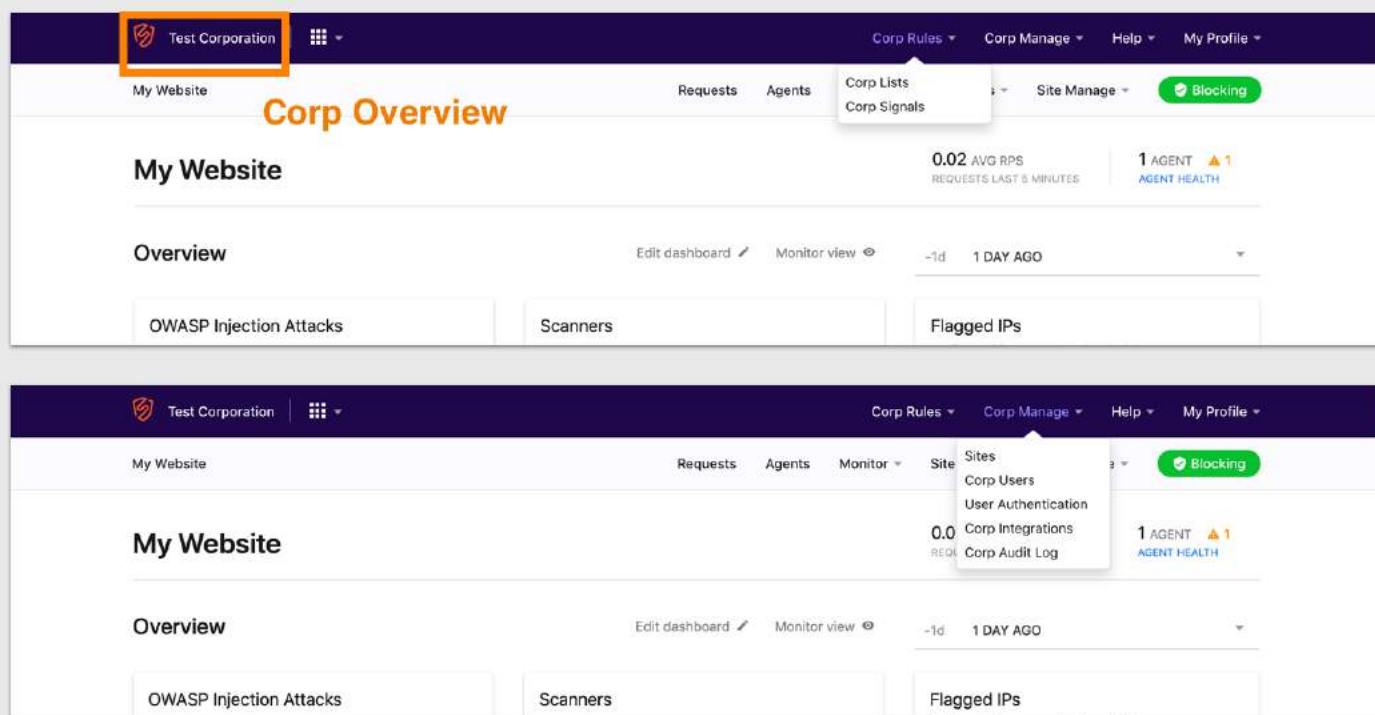 Test Corporation
Corp Rules Corp Manage Help My Profile
My Website
Requests Agents Corp Lists Site Manage Blocking
Corp Signals
Corp Overview
My Website
0.02 AVG RPS 1 AGENT 1
REQUESTS LAST 5 MINUTES AGENT HEALTH
Overview
Edit dashboard Monitor view -1d 1 DAY AGO
OWASP Injection Attacks Scanners Flagged IPs
Test Corporation
Corp Rules Corp Manage Help My Profile
My Website
Requests Agents Monitor Site Sites Blocking
Corp Users
User Authentication
Corp Integrations
Corp Audit Log
My Website
0.0 1 AGENT 1
AGENT HEALTH
Overview
Edit dashboard Monitor view -1d 1 DAY AGO
OWASP Injection Attacks Scanners Flagged IPs